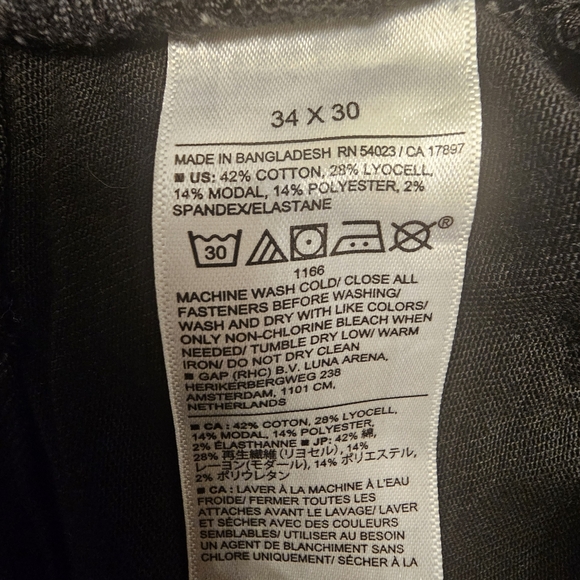 34 X 30
MADE IN BANGLADESH RN 54023 / CA 17897
■ US: 42% COTTON, 28% LYOCELL,
14% MODAL, 14% POLYESTER, 2%
SPANDEX/ELASTANE
30 ®
1166
MACHINE WASH COLD/ CLOSE ALL
FASTENERS BEFORE WASHING/
WASH AND DRY WITH LIKE COLORS/
ONLY NON-CHLORINE BLEACH WHEN
NEEDED/ TUMBLE DRY LOW/ WARM
IRON/ DO NOT DRY CLEAN
■ GAP (RHC) B.V. LUNA ARENA,
HERIKERBERGWEG 238
AMSTERDAM, 1101 CM,
NETHERLANDS
■ CA : 42% COTON, 28% LYOCELL,
14% MODAL, 14% POLYESTER,
2% ÉLASTHANNE ■ JP: 42% 綿,
28% 再生繊維 (リヨセル), 14%
レーヨン(モダール), 14% ポリエステル,
2% ポリウレタン
■ CA : LAVER À LA MACHINE À L'EAU
FROIDE/ FERMER TOUTES LES
ATTACHES AVANT LE LAVAGE/ LAVER
ET SÉCHER AVEC DES COULEURS
SEMBLABLES/ UTILISER AU BESOIN
UN AGENT DE BLANCHIMENT SANS
CHLORE UNIQUEMENT/ SÉCHER À LA